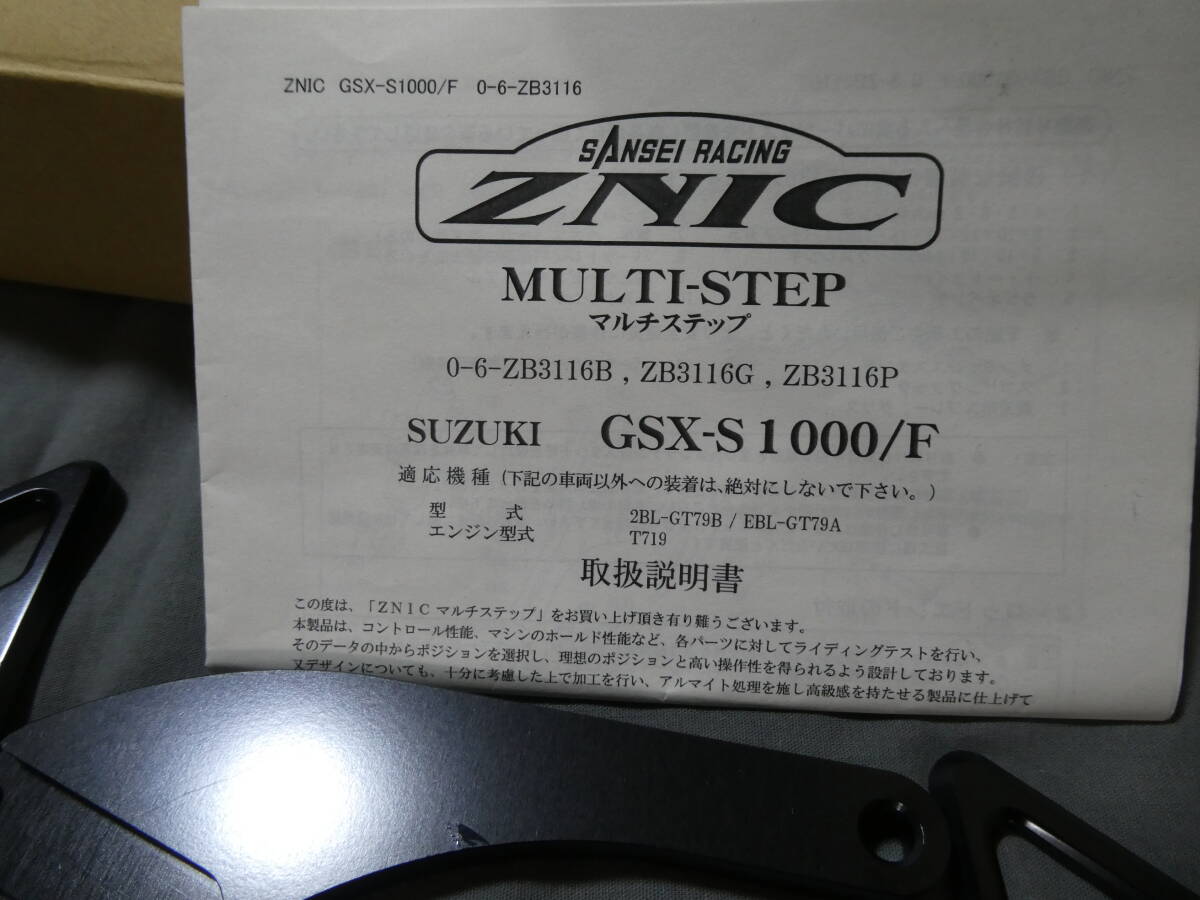 ZNIC GSX-S1000/F 0-6-ZB3116
SANSEI RACING
ZNIC
MULTI-STEP
マルチステップ
0-6-ZB3116B , ZB3116G , ZB3116P
SUZUKI GSX-S1000/F
適応機種(下記の車両以外への装着は、絶対にしないで下さい。)
型 式 2BL-GT79B / EBL-GT79A
エンジン型式 T719
取扱説明書
この度は、「ZNIC マルチステップ」をお買い上げ頂き有り難うございます。
本製品は、コントロール性能、マシンのホールド性能など、各パーツに対してライディングテストを行い、
そのデータの中からポジションを選択し、理想のポジションと高い操作性を得られるよう設計しております。
又デザインについても、十分に考慮した上で加工を行い、アルマイト処理を施し高級感を持たせる製品に仕上げて